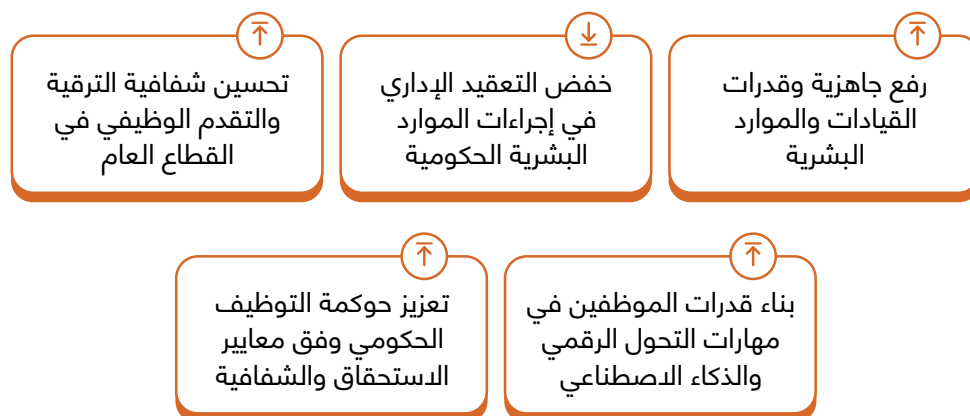 رفع جاهزية وقدرات
القيادات والموارد
البشرية
خفض التعقيد الإداري
في إجراءات الموارد
البشرية الحكومية
تحسين شفافية الترقية
والتقدم الوظيفي في
القطاع العام
بناء قدرات الموظفين في
مهارات التحول الرقمي
والذكاء الاصطناعي
تعزيز حوكمة التوظيف
الحكومي وفق معايير
الاستحقاق والشفافية